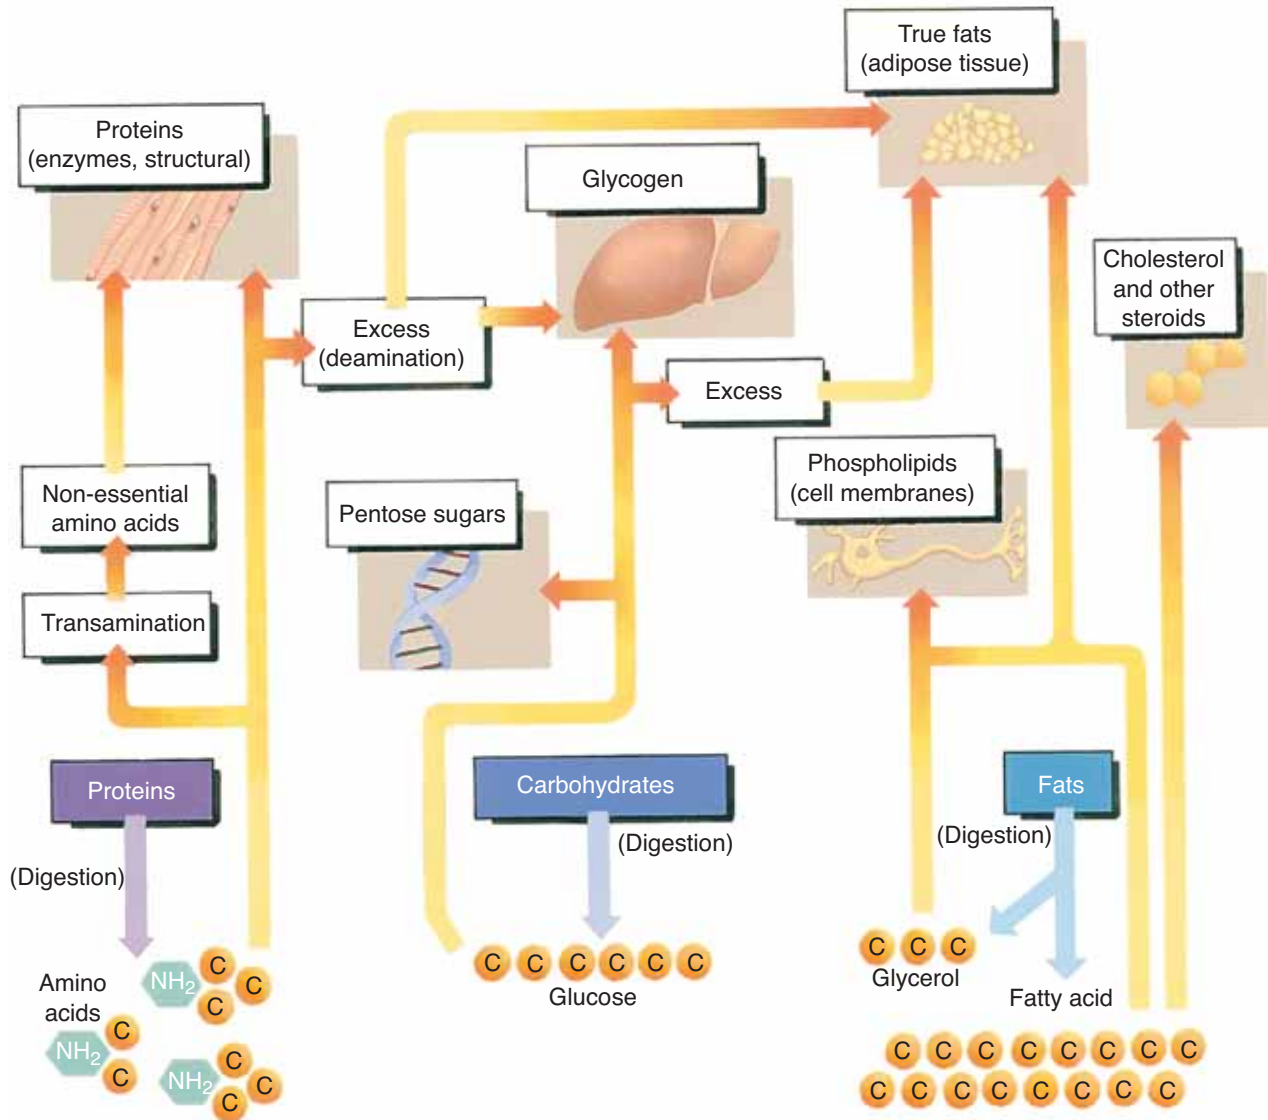 True fats
(adipose tissue)
Proteins
(enzymes, structural)
Glycogen
Cholesterol
and other
steroids
Excess
(deamination)
Excess
Phospholipids
(cell membranes)
Non-essential
amino acids
Pentose sugars
Transamination
Proteins
Carbohydrates
Fats
(Digestion)
(Digestion)
(Digestion)
C C C
Glycerol
C C C C C C
Glucose
Amino
acids
NH₂ C C C
NH₂ C C
NH₂ C C C
Fatty acid
C C C C C C C C
C C C C C C C C